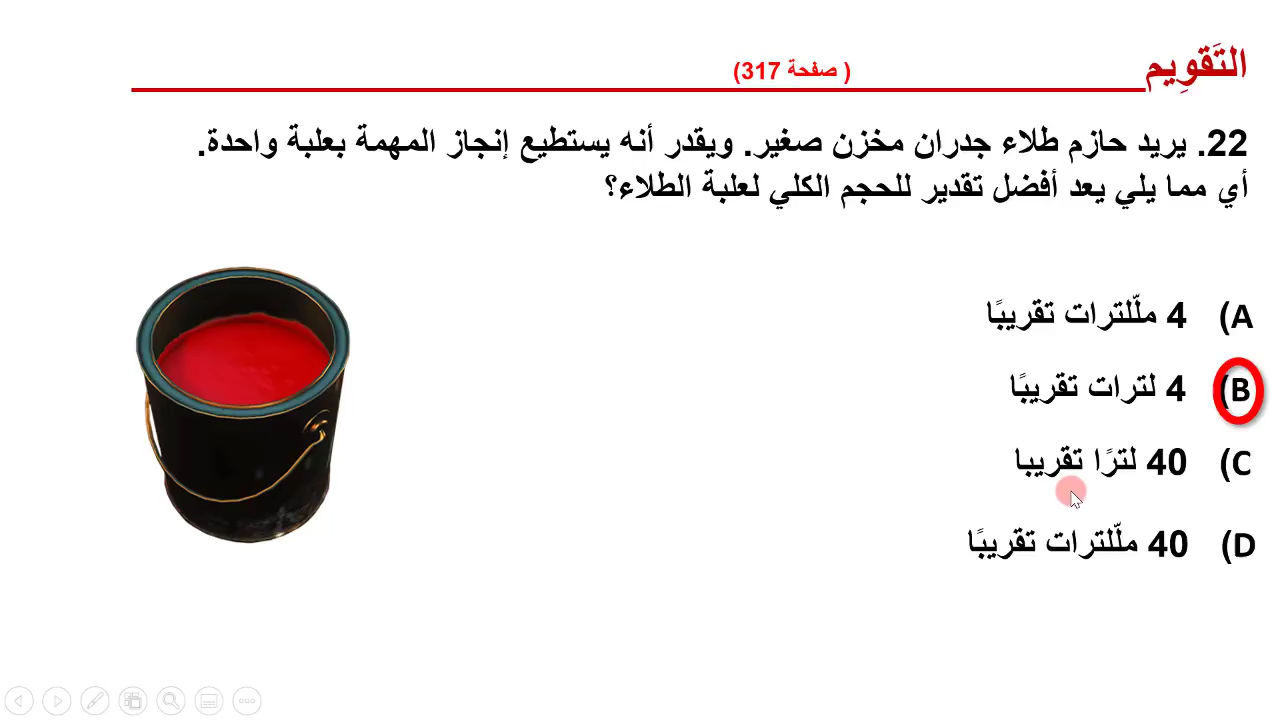 التَقوِيم
( صفحة 317)
22. يريد حازم طلاء جدران مخزن صغير. ويقدر أنه يستطيع إنجاز المهمة بعلبة واحدة.
أي مما يلي يعد أفضل تقدير للحجم الكلي لعلبة الطلاء؟
A) 4 ملّلترات تقريبًا
B) 4 لترات تقريبًا
C) 40 لترًا تقريبا
D) 40 ملّلترات تقريبًا